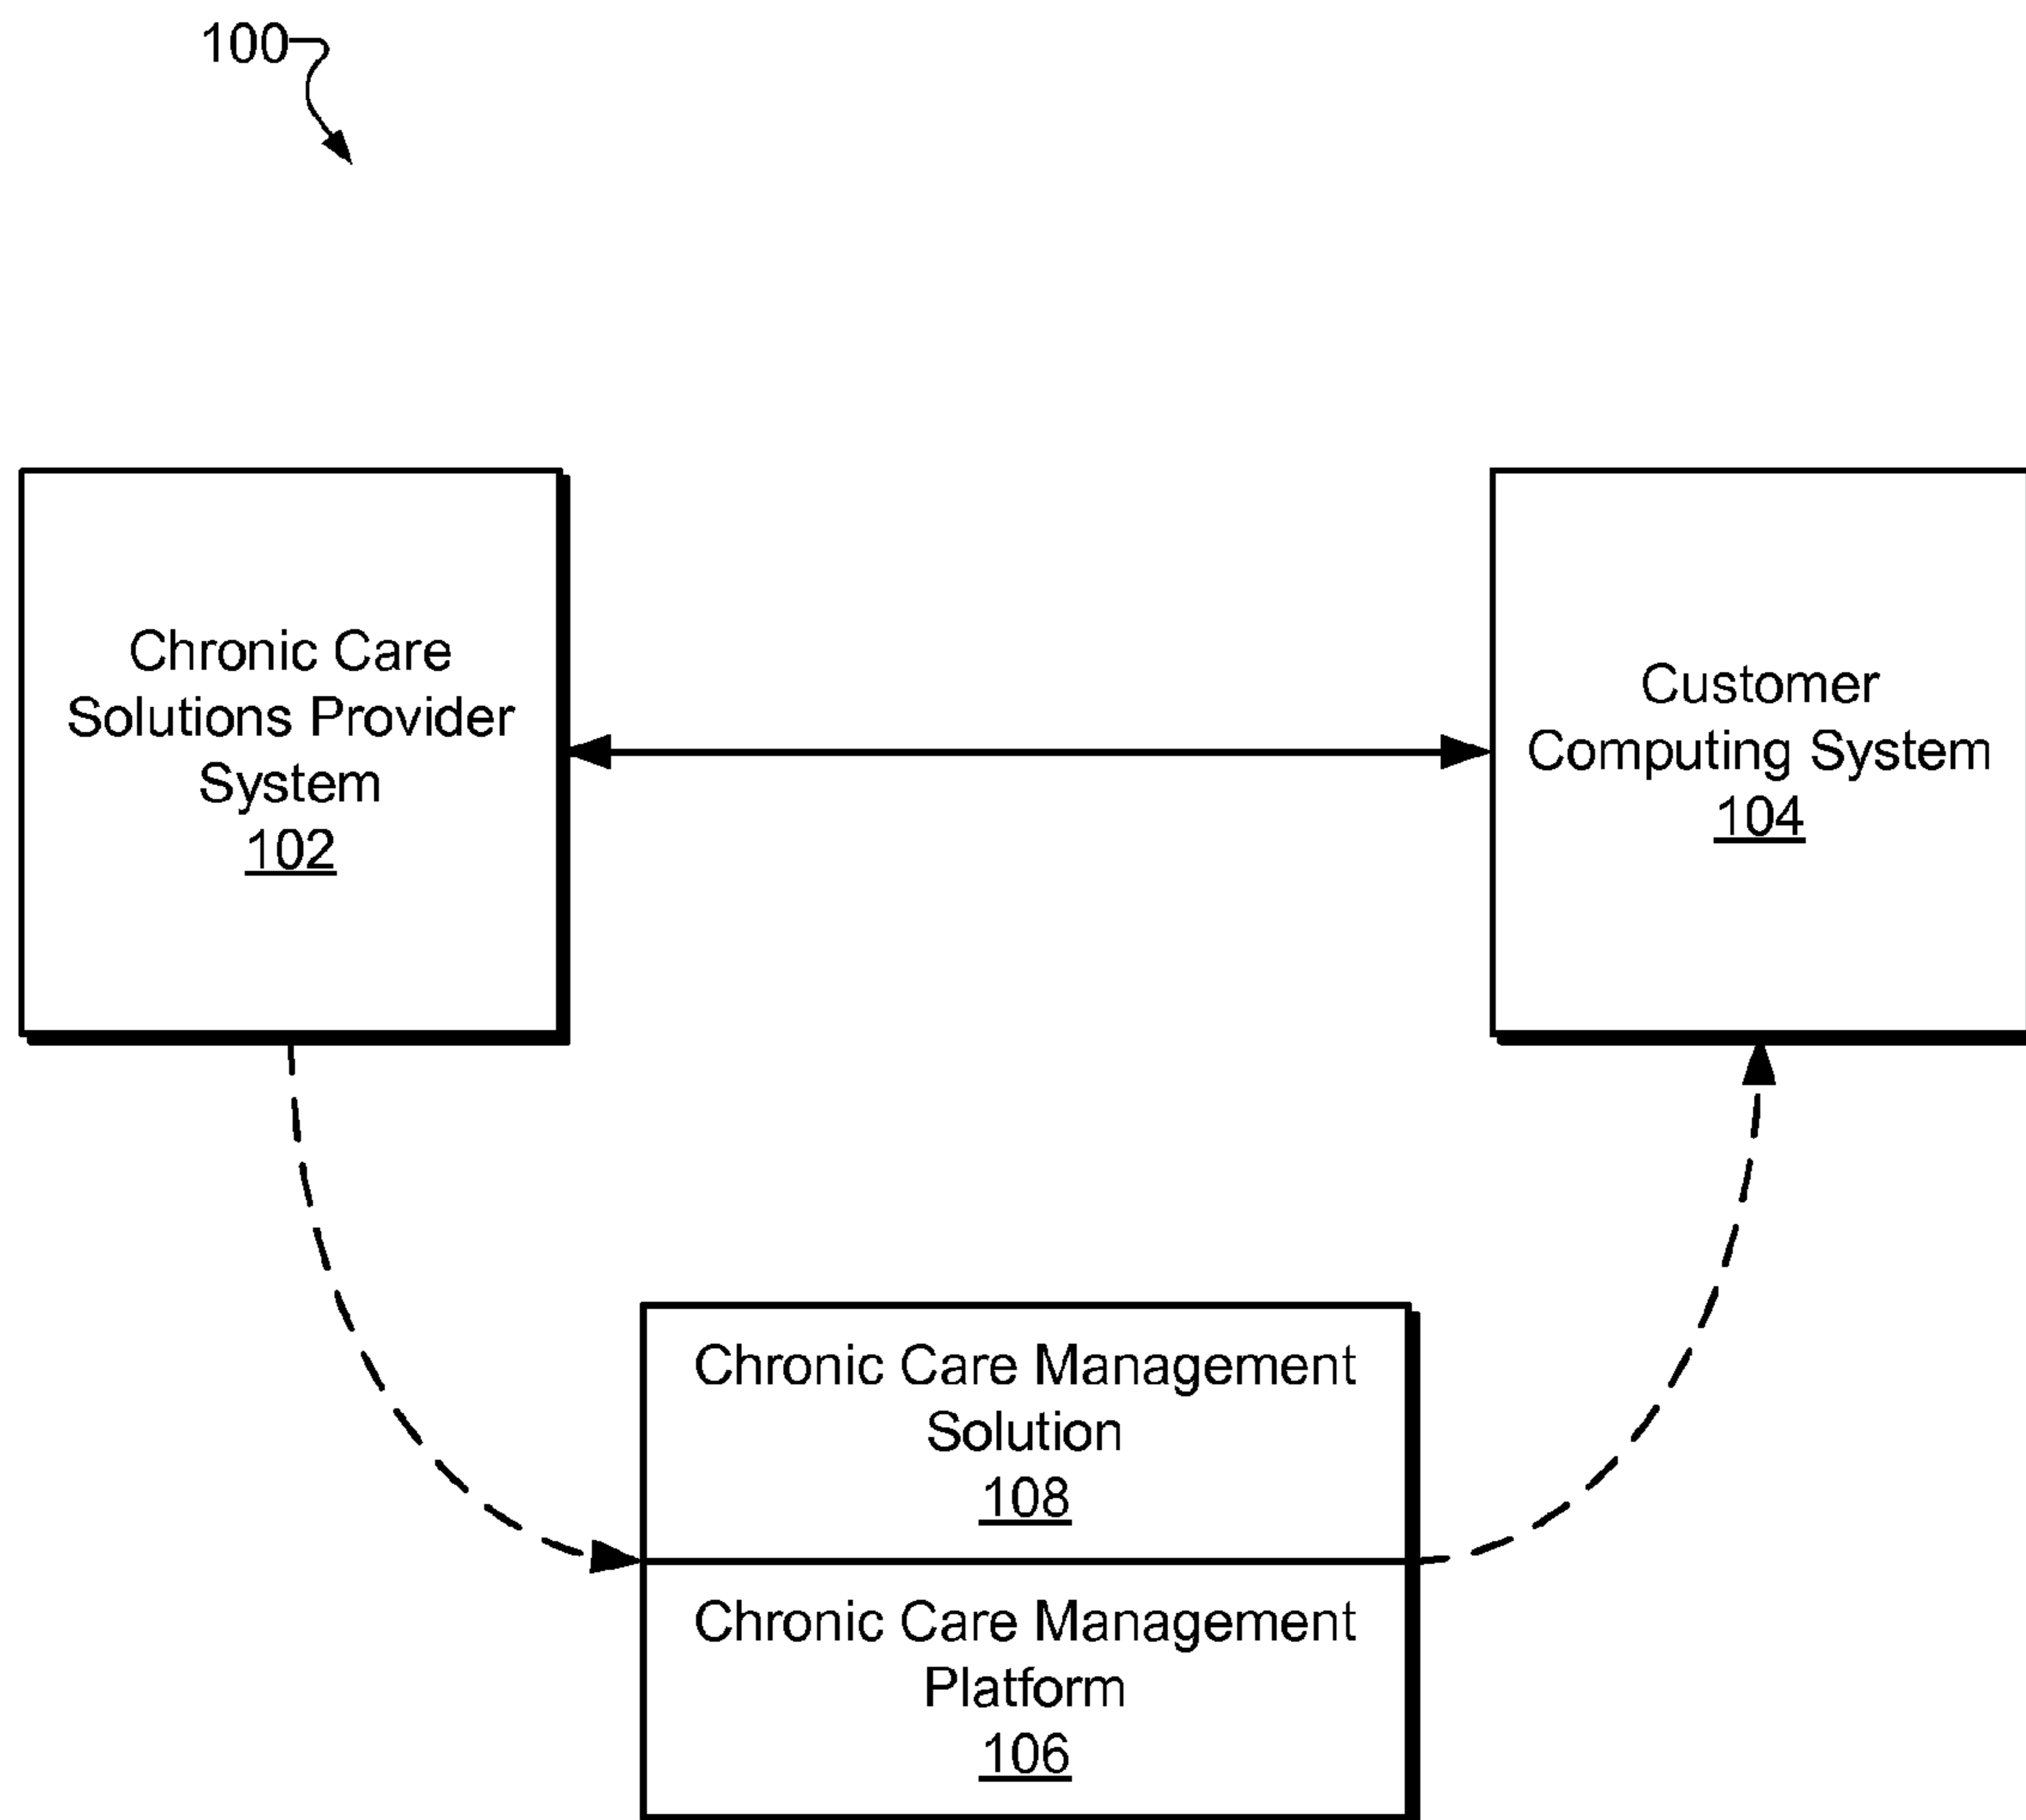 100
Chronic Care
Solutions Provider
System
102
Customer
Computing System
104
Chronic Care Management
Solution
108
Chronic Care Management
Platform
106